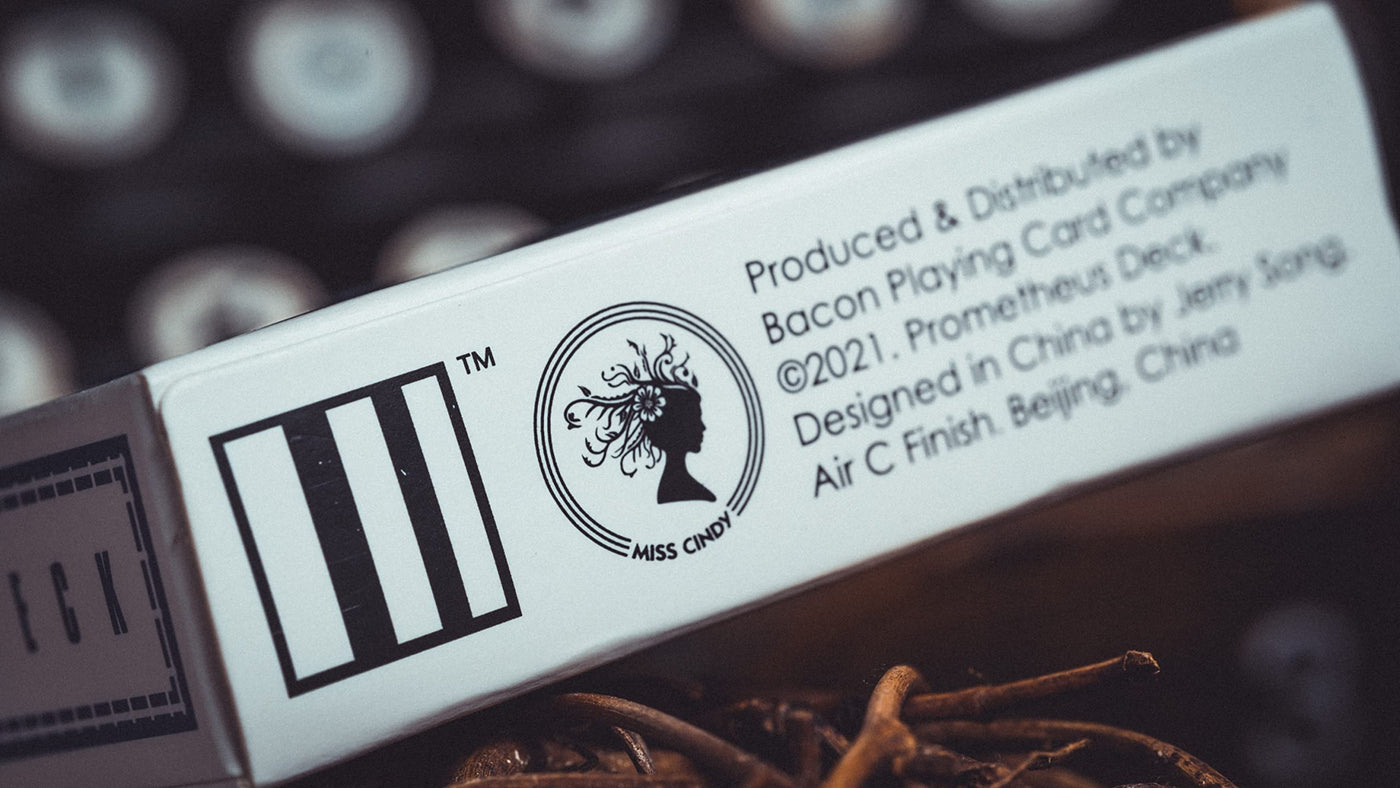 ECK
TM
MISS CINDY
Produced & Distributed by
Bacon Playing Card Company
©2021. Prometheus Deck.
Designed in China by Jerry Song.
Air C Finish. Beijing, China